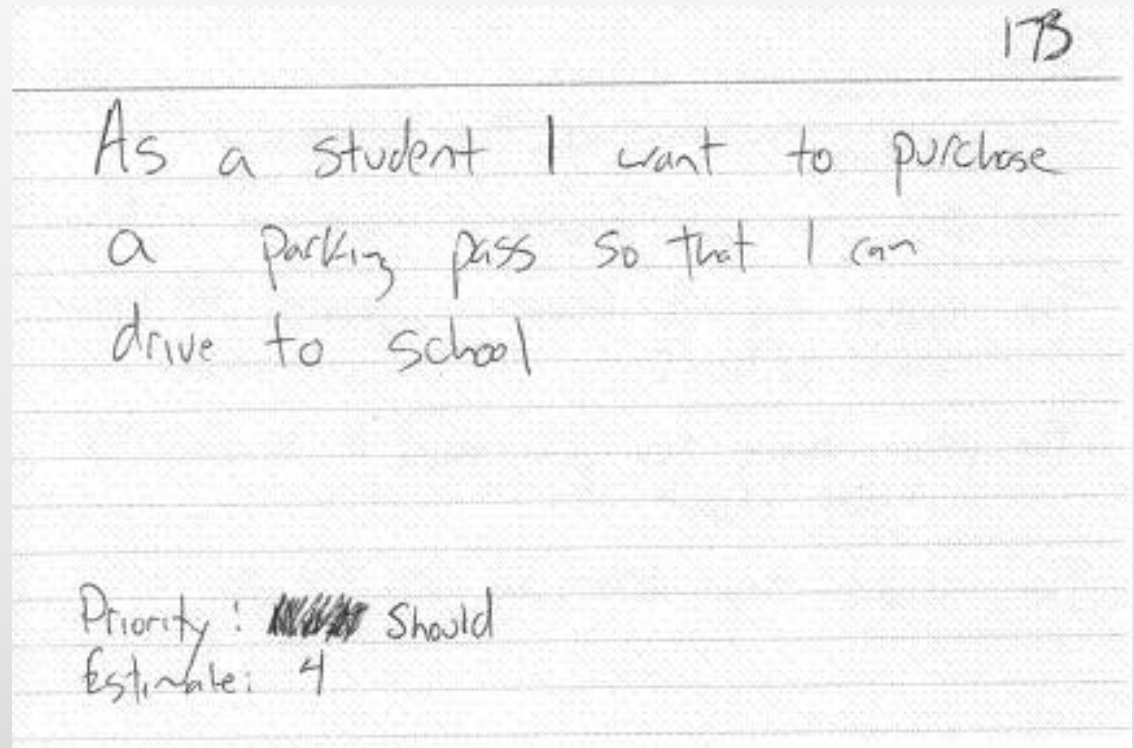 173
As a student I want to purchase
a parking pass so that I can
drive to school
Priority: Should
Estimate: 4